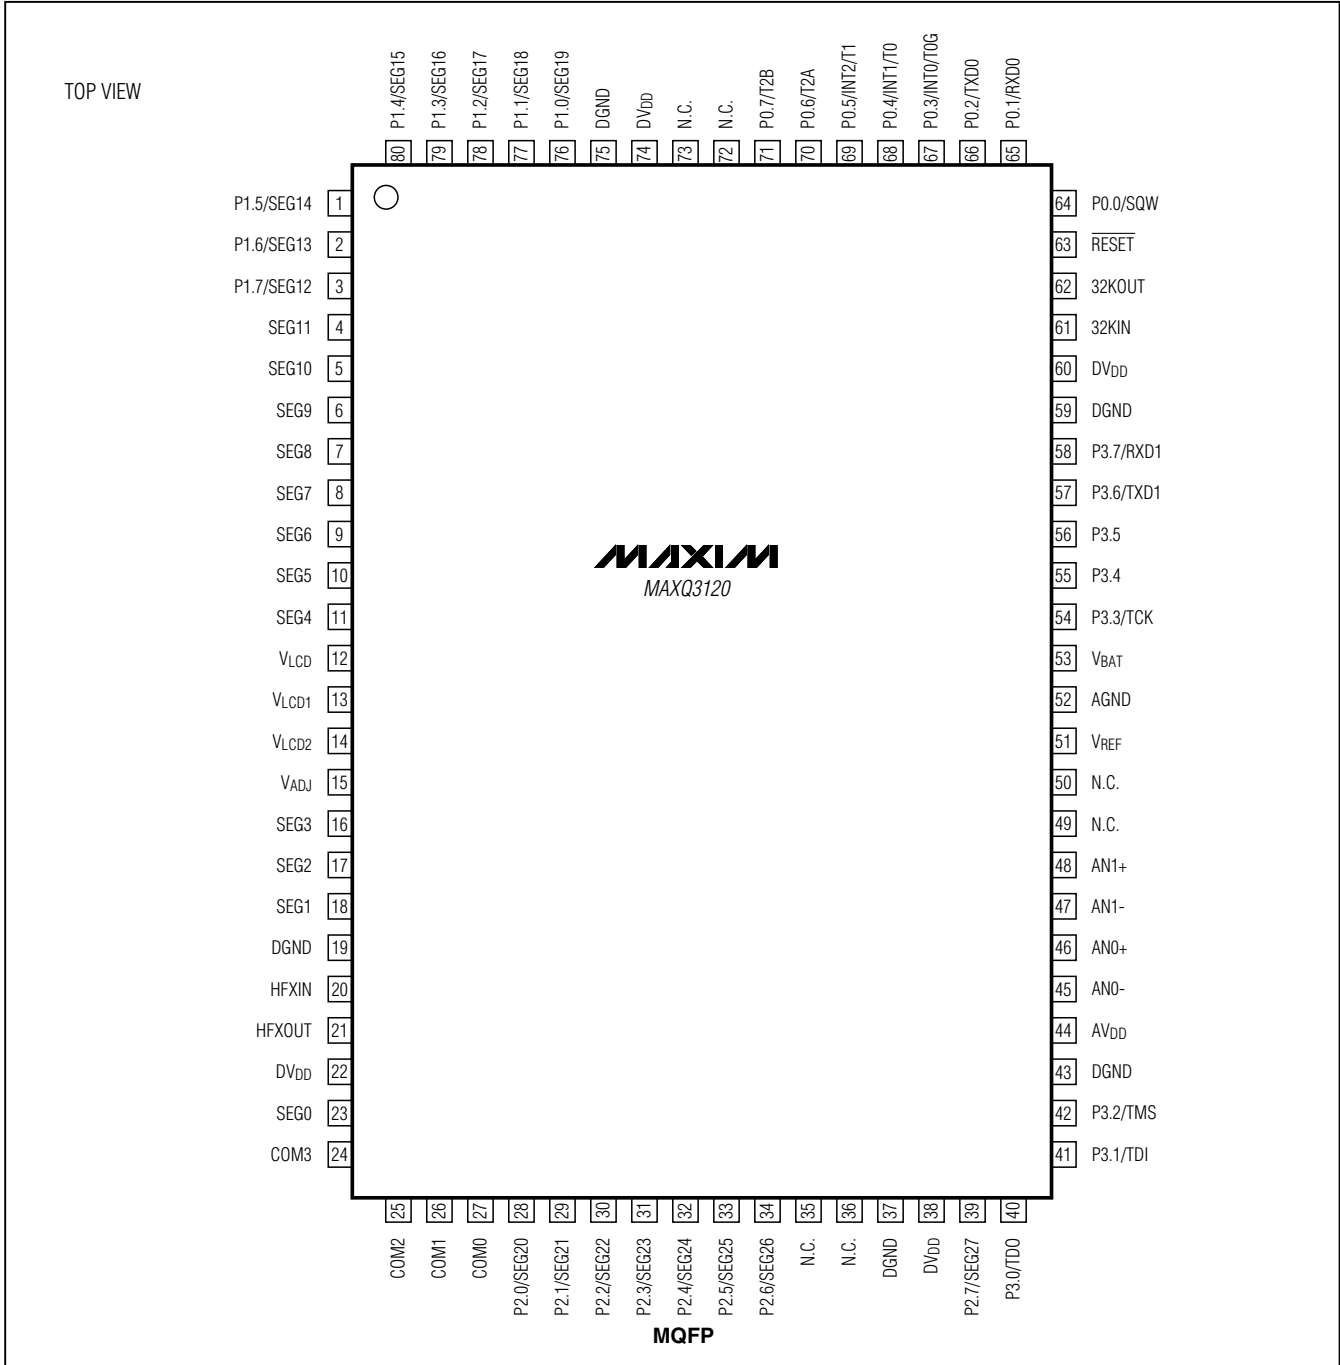 TOP VIEW
P1.4/SEG15
P1.3/SEG16
P1.2/SEG17
P1.1/SEG18
P1.0/SEG19
DGND
DVDD
N.C.
N.C.
P0.7/T2B
P0.6/T2A
P0.5/INT2/T1
P0.4/INT1/T0
P0.3/INT0/T0G
P0.2/TXD0
P0.1/RXD0
80 79 78 77 76 75 74 73 72 71 70 69 68 67 66 65
P1.5/SEG14 1
P1.6/SEG13 2
P1.7/SEG12 3
SEG11 4
SEG10 5
SEG9 6
SEG8 7
SEG7 8
SEG6 9
SEG5 10
SEG4 11
VLCD 12
VLCD1 13
VLCD2 14
VADJ 15
SEG3 16
SEG2 17
SEG1 18
DGND 19
HFXIN 20
HFXOUT 21
DVDD 22
SEG0 23
COM3 24
MAXIM
MAXQ3120
64 P0.0/SQW
63 RESET
62 32KOUT
61 32KIN
60 DVDD
59 DGND
58 P3.7/RXD1
57 P3.6/TXD1
56 P3.5
55 P3.4
54 P3.3/TCK
53 VBAT
52 AGND
51 VREF
50 N.C.
49 N.C.
48 AN1+
47 AN1-
46 AN0+
45 AN0-
44 AVDD
43 DGND
42 P3.2/TMS
41 P3.1/TDI
25 26 27 28 29 30 31 32 33 34 35 36 37 38 39 40
COM2
COM1
COM0
P2.0/SEG20
P2.1/SEG21
P2.2/SEG22
P2.3/SEG23
P2.4/SEG24
P2.5/SEG25
P2.6/SEG26
N.C.
N.C.
DGND
DVDD
P2.7/SEG27
P3.0/TDO
MQFP